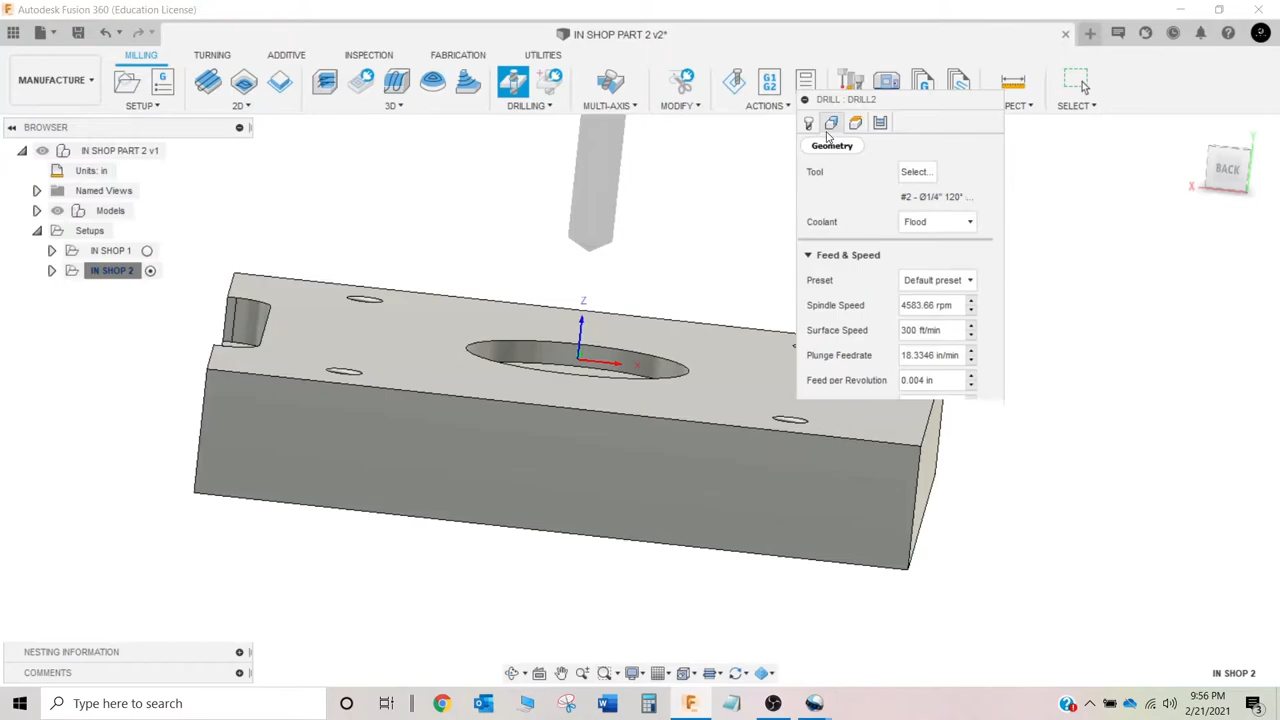 Autodesk Fusion 360 (Education License)
IN SHOP PART 2 v2*
MILLING TURNING ADDITIVE INSPECTION FABRICATION UTILITIES
MANUFACTURE
G
G1
G2
SETUP 2D 3D DRILLING MULTI-AXIS MODIFY ACTIONS PECT SELECT
BROWSER
IN SHOP PART 2 v1
Units: in
Named Views
Models
Setups
IN SHOP 1
IN SHOP 2
DRILL : DRILL2
Geometry
Tool Select...
#2 - Ø1/4" 120° ...
Coolant Flood
Feed & Speed
Preset Default preset
Spindle Speed 4583.66 rpm
Surface Speed 300 ft/min
Plunge Feedrate 18.3346 in/min
Feed per Revolution 0.004 in
Y
BACK
X
Z
X
NESTING INFORMATION
COMMENTS
IN SHOP 2
Type here to search
9:56 PM
2/21/2021
3